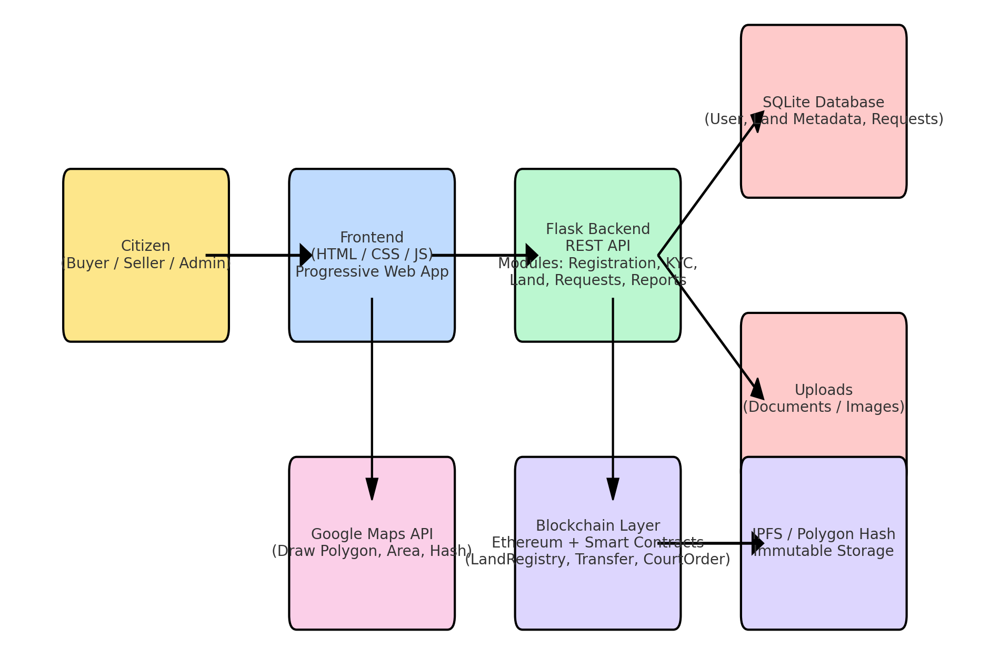 SQLite Database
(User, Land Metadata, Requests)
Citizen
(Buyer / Seller / Admin)
Frontend
(HTML / CSS / JS)
Progressive Web App
Flask Backend
REST API
Modules: Registration, KYC,
Land, Requests, Reports
Uploads
(Documents / Images)
Google Maps API
(Draw Polygon, Area, Hash)
Blockchain Layer
Ethereum + Smart Contracts
(LandRegistry, Transfer, CourtOrder)
IPFS / Polygon Hash
Immutable Storage